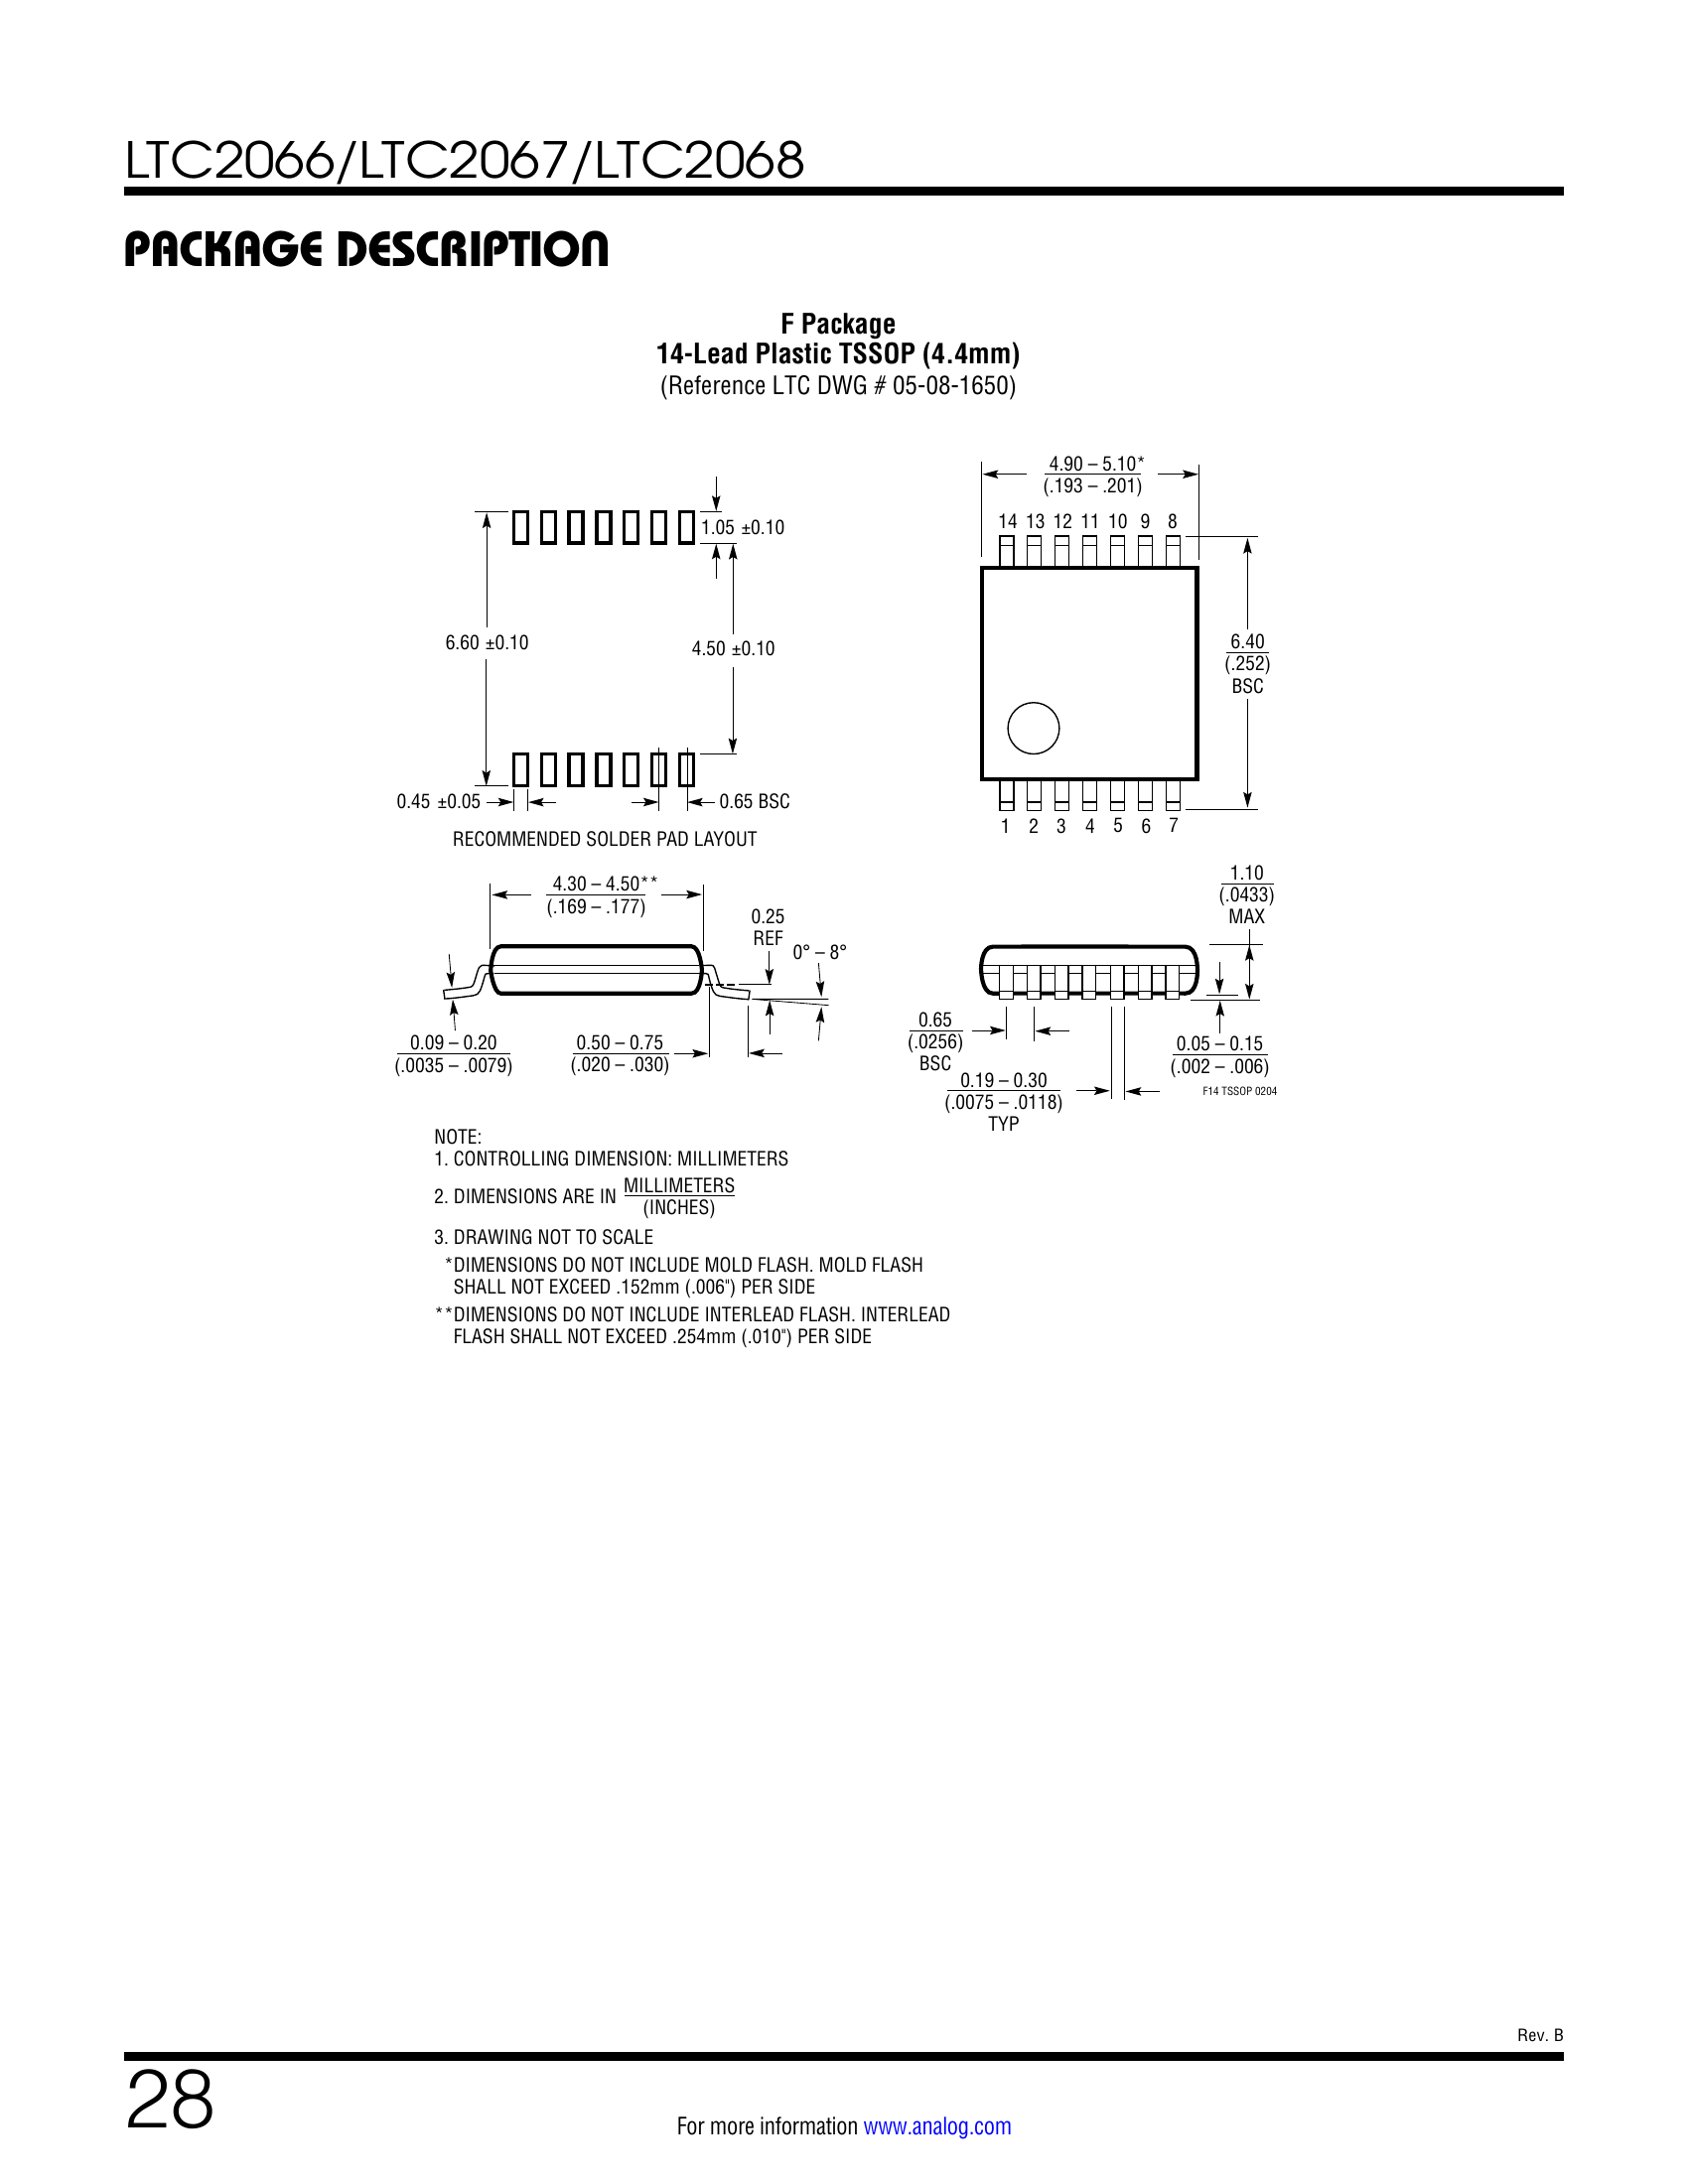 LTC2066/LTC2067/LTC2068
PACKAGE DESCRIPTION
F Package
14-Lead Plastic TSSOP (4.4mm)
(Reference LTC DWG # 05-08-1650)
1.05 ±0.10
6.60 ±0.10
4.50 ±0.10
0.45 ±0.05
0.65 BSC
RECOMMENDED SOLDER PAD LAYOUT
4.90 – 5.10*
(.193 – .201)
14 13 12 11 10 9 8
6.40
(.252)
BSC
1 2 3 4 5 6 7
4.30 – 4.50**
(.169 – .177)
0.25
REF
0° – 8°
0.09 – 0.20
(.0035 – .0079)
0.50 – 0.75
(.020 – .030)
1.10
(.0433)
MAX
0.65
(.0256)
BSC
0.19 – 0.30
(.0075 – .0118)
TYP
0.05 – 0.15
(.002 – .006)
F14 TSSOP 0204
NOTE:
1. CONTROLLING DIMENSION: MILLIMETERS
2. DIMENSIONS ARE IN MILLIMETERS
(INCHES)
3. DRAWING NOT TO SCALE
*DIMENSIONS DO NOT INCLUDE MOLD FLASH. MOLD FLASH
SHALL NOT EXCEED .152mm (.006") PER SIDE
**DIMENSIONS DO NOT INCLUDE INTERLEAD FLASH. INTERLEAD
FLASH SHALL NOT EXCEED .254mm (.010") PER SIDE
Rev. B
28
For more information www.analog.com